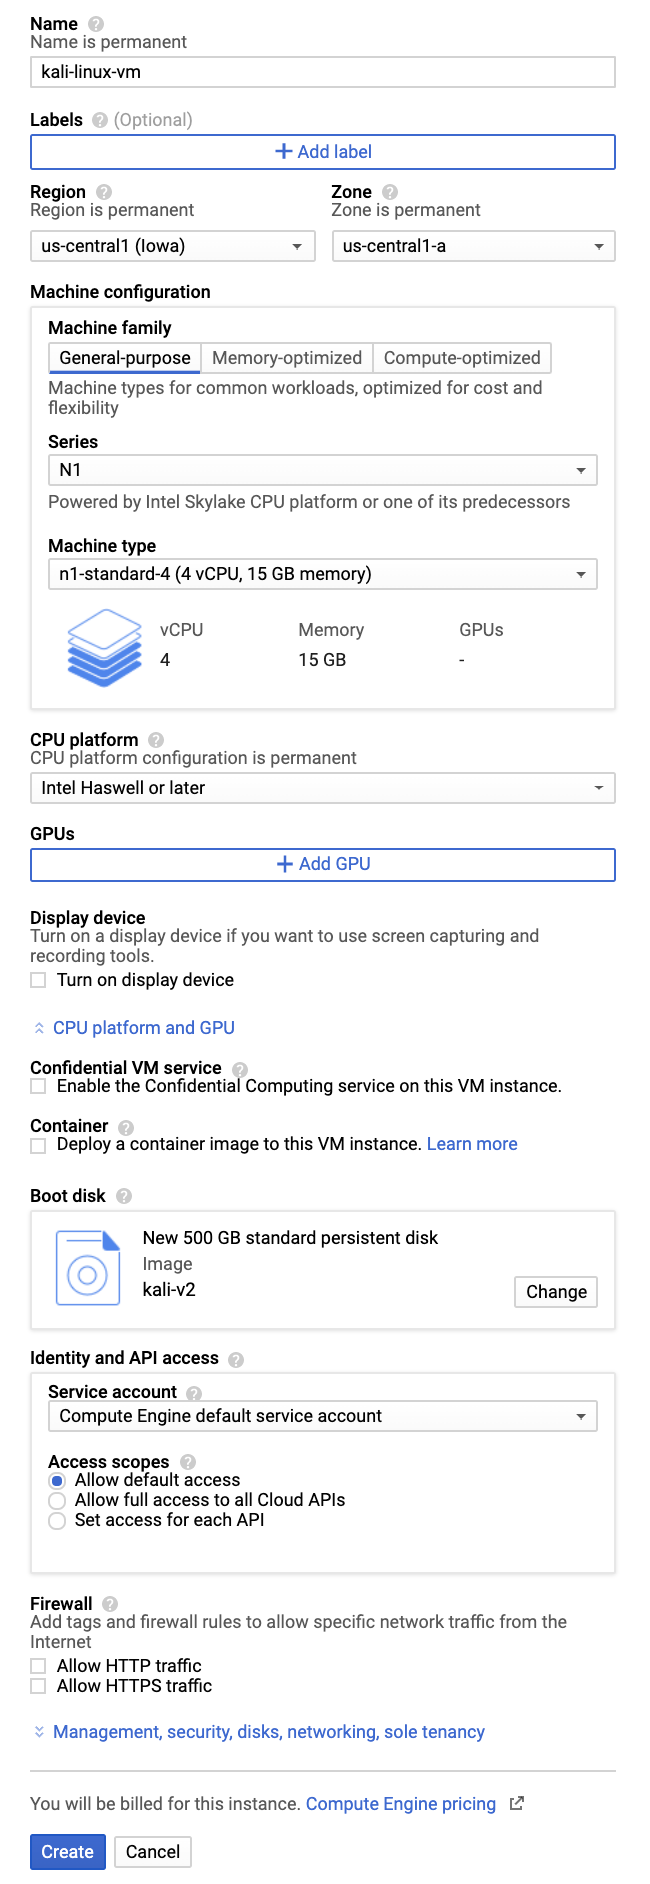 Name
Name is permanent
kali-linux-vm
Labels (Optional)
Add label
Region Zone
Region is permanent Zone is permanent
us-central1 (Iowa) us-central1-a
Machine configuration
Machine family
General-purpose Memory-optimized Compute-optimized
Machine types for common workloads, optimized for cost and
flexibility
Series
N1
Powered by Intel Skylake CPU platform or one of its predecessors
Machine type
n1-standard-4 (4 vCPU, 15 GB memory)
vCPU Memory GPUs
4 15 GB -
CPU platform
CPU platform configuration is permanent
Intel Haswell or later
GPUs
Add GPU
Display device
Turn on a display device if you want to use screen capturing and
recording tools.
Turn on display device
CPU platform and GPU
Confidential VM service
Enable the Confidential Computing service on this VM instance.
Container
Deploy a container image to this VM instance. Learn more
Boot disk
New 500 GB standard persistent disk
Image
kali-v2
Change
Identity and API access
Service account
Compute Engine default service account
Access scopes
Allow default access
Allow full access to all Cloud APIs
Set access for each API
Firewall
Add tags and firewall rules to allow specific network traffic from the
Internet
Allow HTTP traffic
Allow HTTPS traffic
Management, security, disks, networking, sole tenancy
You will be billed for this instance. Compute Engine pricing
Create Cancel